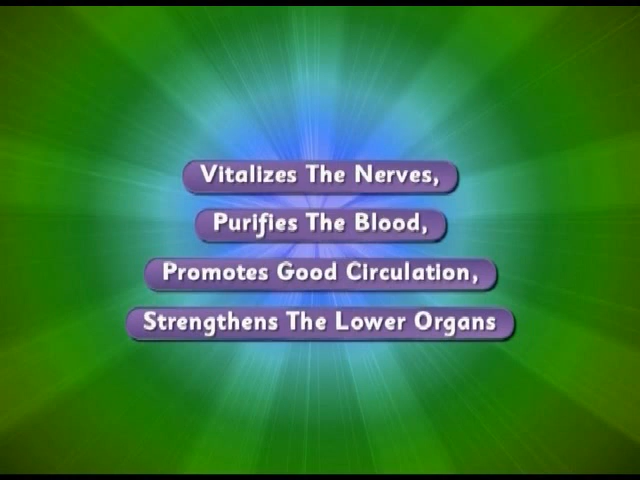 Vitalizes The Nerves,
Purifies The Blood,
Promotes Good Circulation,
Strengthens The Lower Organs